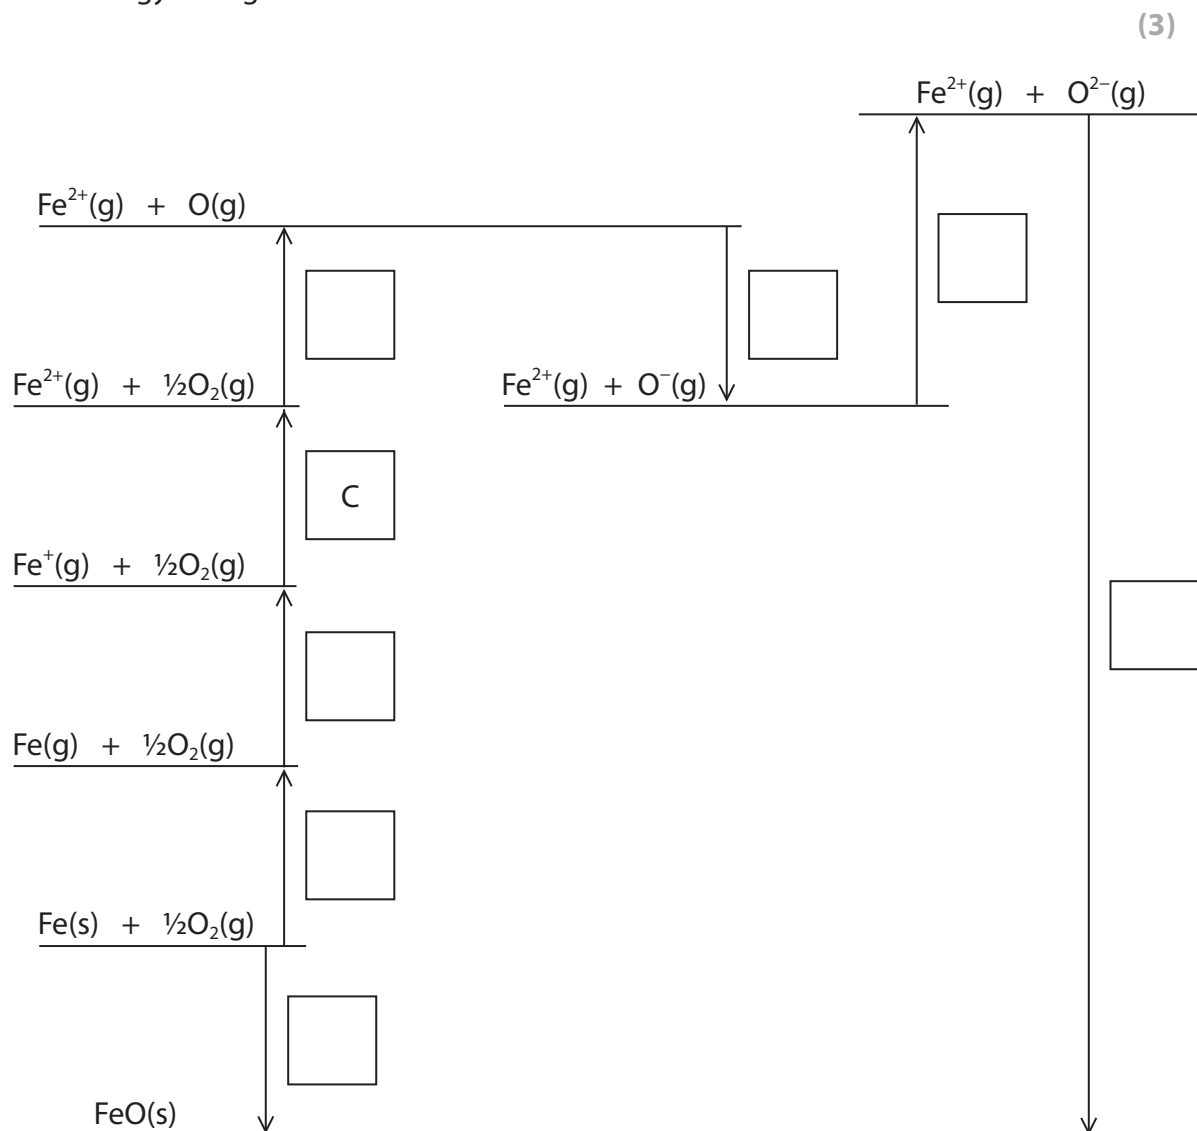 (3)
Fe²⁺(g) + O²⁻(g)
Fe²⁺(g) + O(g)
Fe²⁺(g) + ½O₂(g)
Fe²⁺(g) + O⁻(g)
C
Fe⁺(g) + ½O₂(g)
Fe(g) + ½O₂(g)
Fe(s) + ½O₂(g)
FeO(s)